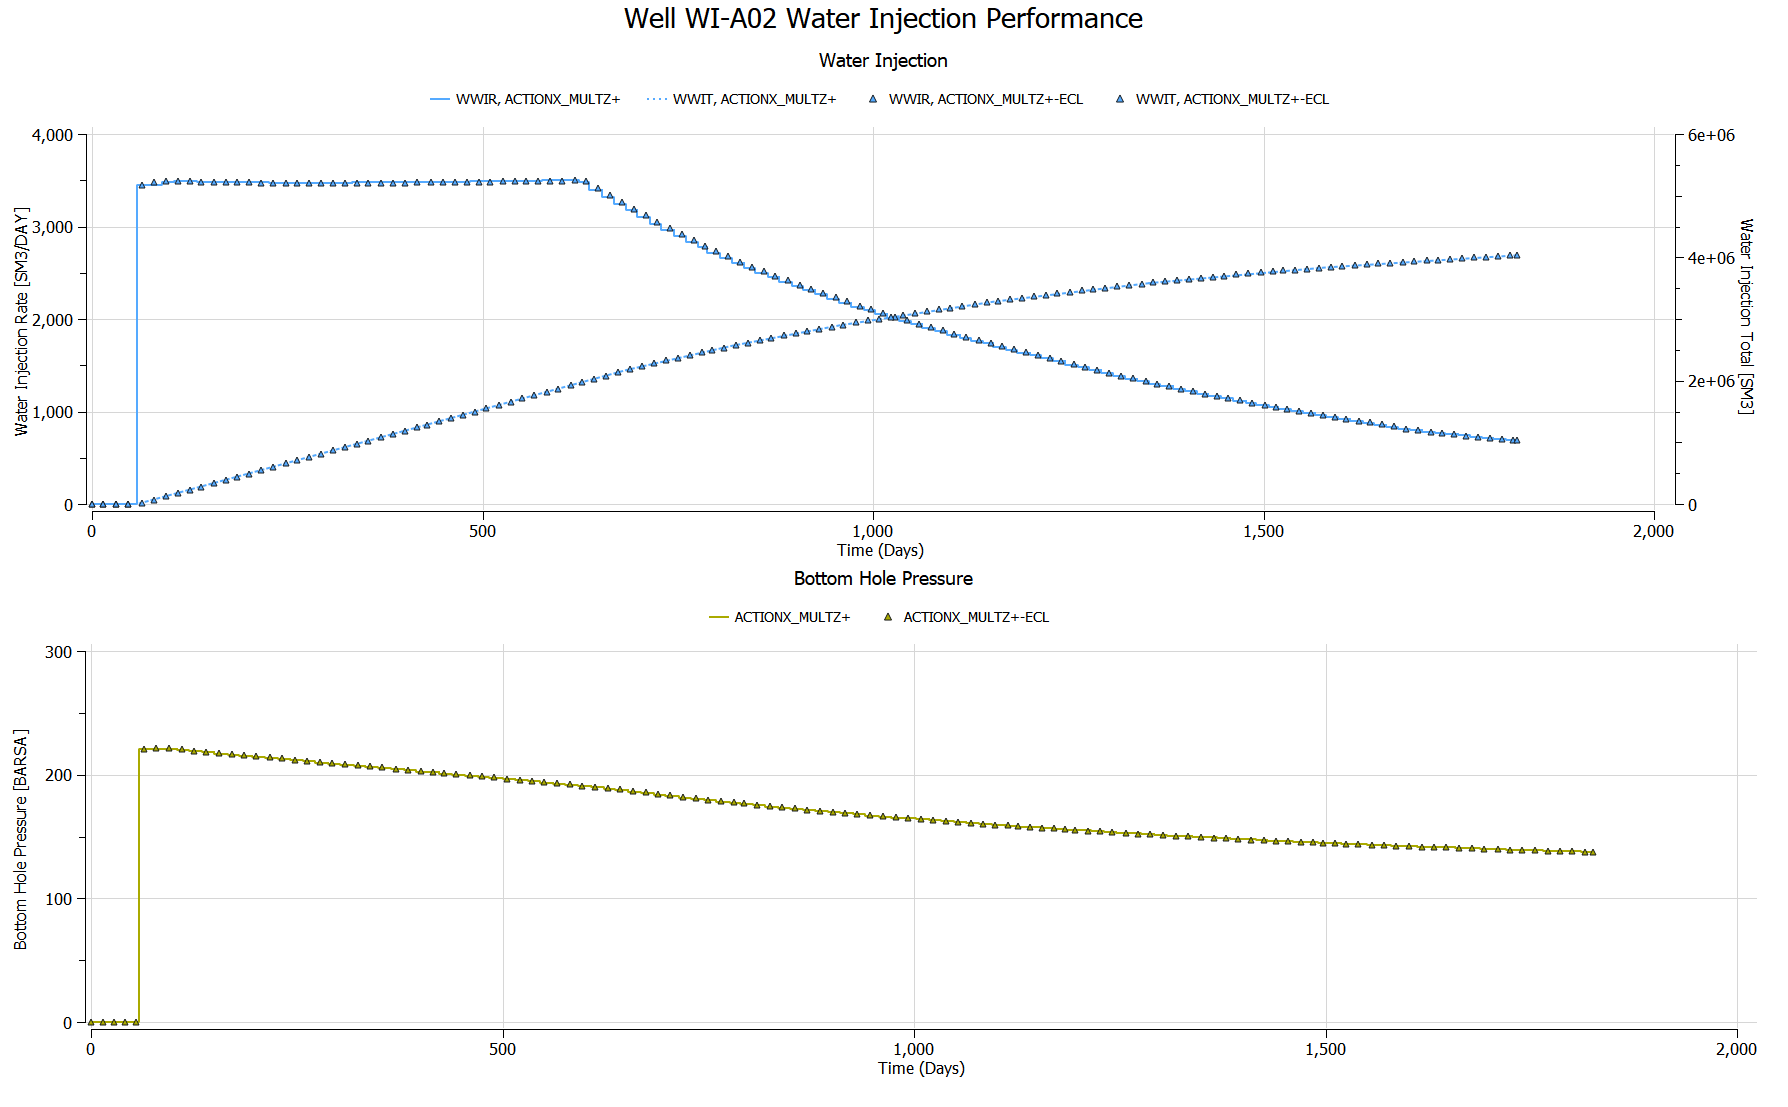 Well WI-A02 Water Injection Performance
Water Injection
WWIR, ACTIONX_MULTZ+ WWIT, ACTIONX_MULTZ+ WWIR, ACTIONX_MULTZ+-ECL WWIT, ACTIONX_MULTZ+-ECL
Water Injection Rate [SM3/DAY]
4,000
3,000
2,000
1,000
0
6e+06
4e+06
2e+06
0
Water Injection Total [SM3]
0 500 1,000 1,500 2,000
Time (Days)
Bottom Hole Pressure
ACTIONX_MULTZ+ ACTIONX_MULTZ+-ECL
Bottom Hole Pressure [BARSA]
300
200
100
0
0 500 1,000 1,500 2,000
Time (Days)